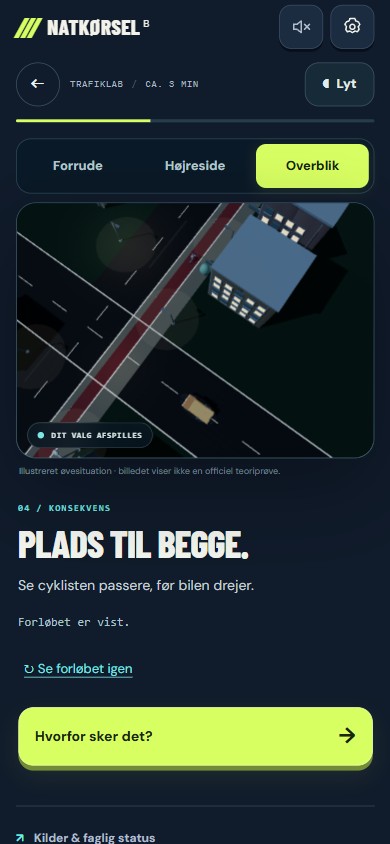 NATKØRSEL B
TRAFIKLAB / CA. 3 MIN
Lyt
Forrude
Højreside
Overblik
DIT VALG AFSPILLES
Illustreret øvesituation · billedet viser ikke en officiel teoriprøve.
04 / KONSEKVENS
PLADS TIL BEGGE.
Se cyklisten passere, før bilen drejer.
Forløbet er vist.
↻ Se forløbet igen
Hvorfor sker det? →
Kilder & faglig status